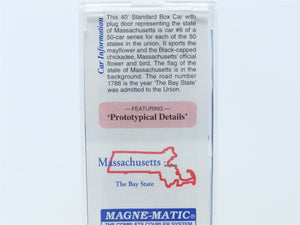 Car Information
This 40' Standard Box Car with
plug door representing the state
of Massachusetts is car #6 of a
50-car series for each of the 50
states in the union. It sports the
mayflower and the Black-capped
chickadee, Massachusetts' official
flower and bird. The flag of the
state of Massachusetts is in the
background. The road number
1788 is the year 'The Bay State'
was admitted to the Union.
— FEATURING —
'Prototypical Details'
Massachusetts
The Bay State
MAGNE-MATIC®
THE COMPLETE COUPLER SYSTEM